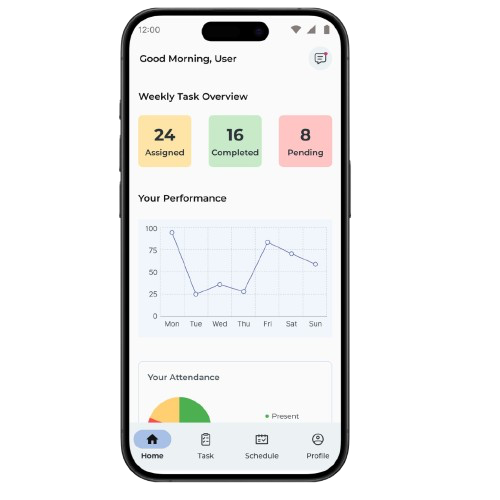 12:00
Good Morning, User
Weekly Task Overview
24 16 8
Assigned Completed Pending
Your Performance
100
75
50
25
0
Mon Tue Wed Thu Fri Sat Sun
Your Attendance
Present
Home Task Schedule Profile